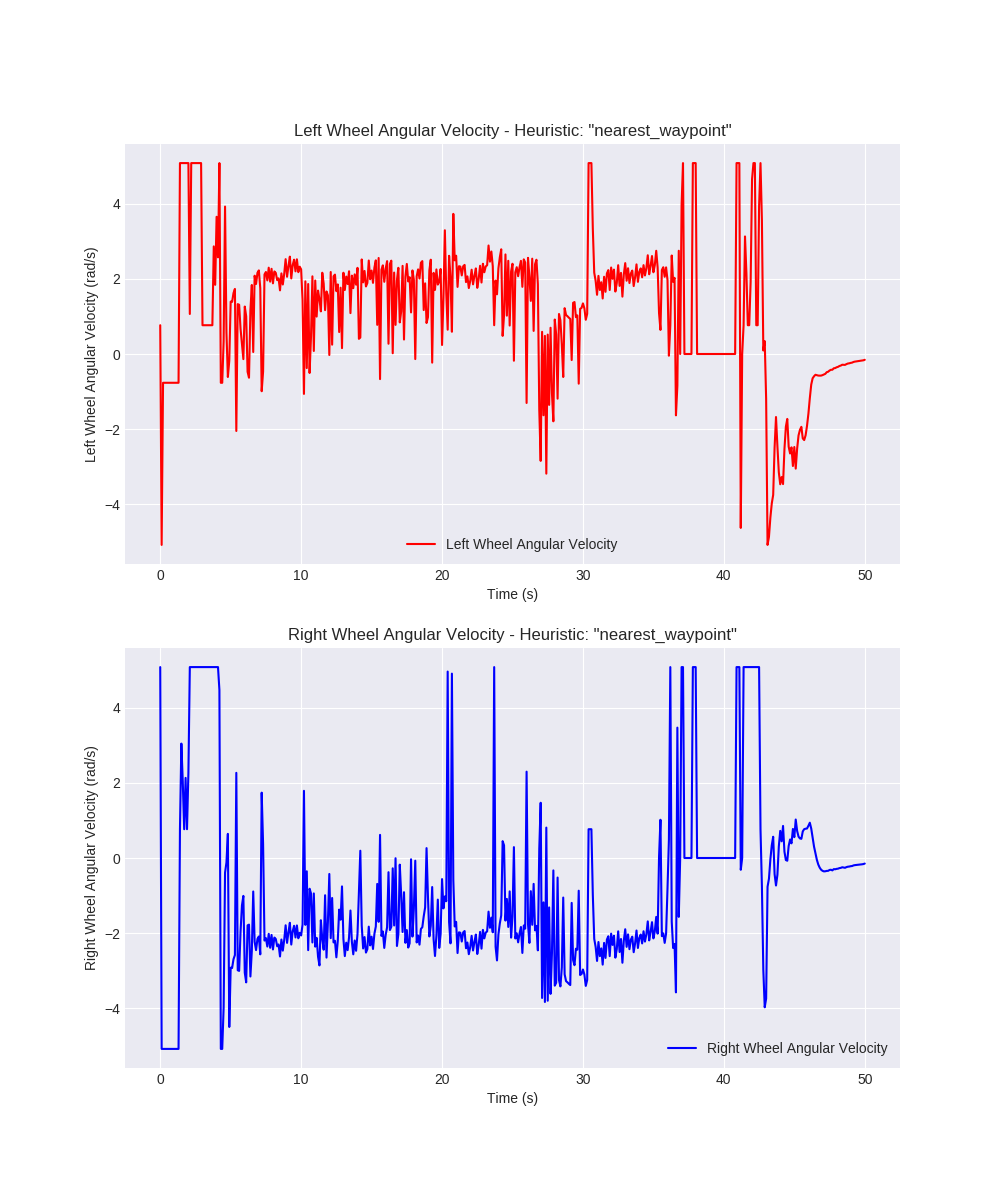 Left Wheel Angular Velocity - Heuristic: "nearest_waypoint"
Left Wheel Angular Velocity (rad/s)
4
2
0
−2
−4
Left Wheel Angular Velocity
0 10 20 30 40 50
Time (s)
Right Wheel Angular Velocity - Heuristic: "nearest_waypoint"
Right Wheel Angular Velocity (rad/s)
4
2
0
−2
−4
Right Wheel Angular Velocity
0 10 20 30 40 50
Time (s)